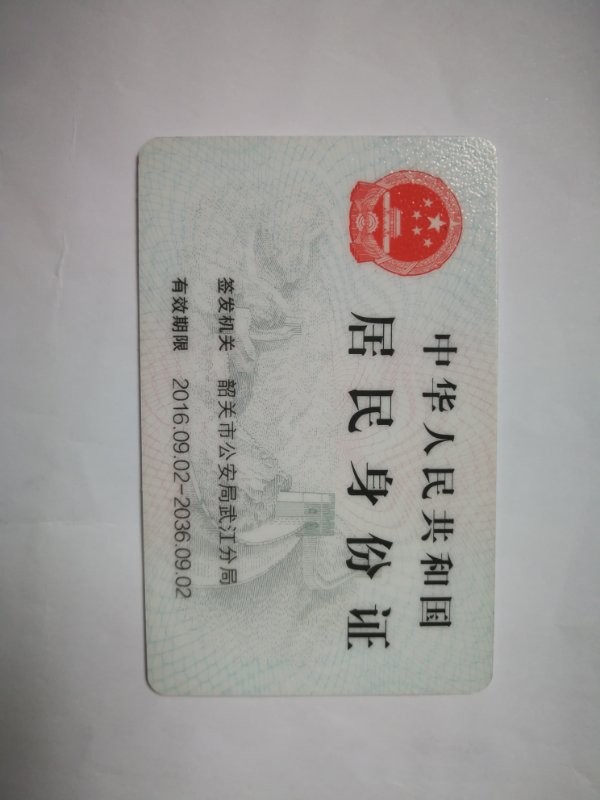 中华人民共和国
居民身份证
签发机关 韶关市公安局武江分局
有效期限 2016.09.02-2036.09.02